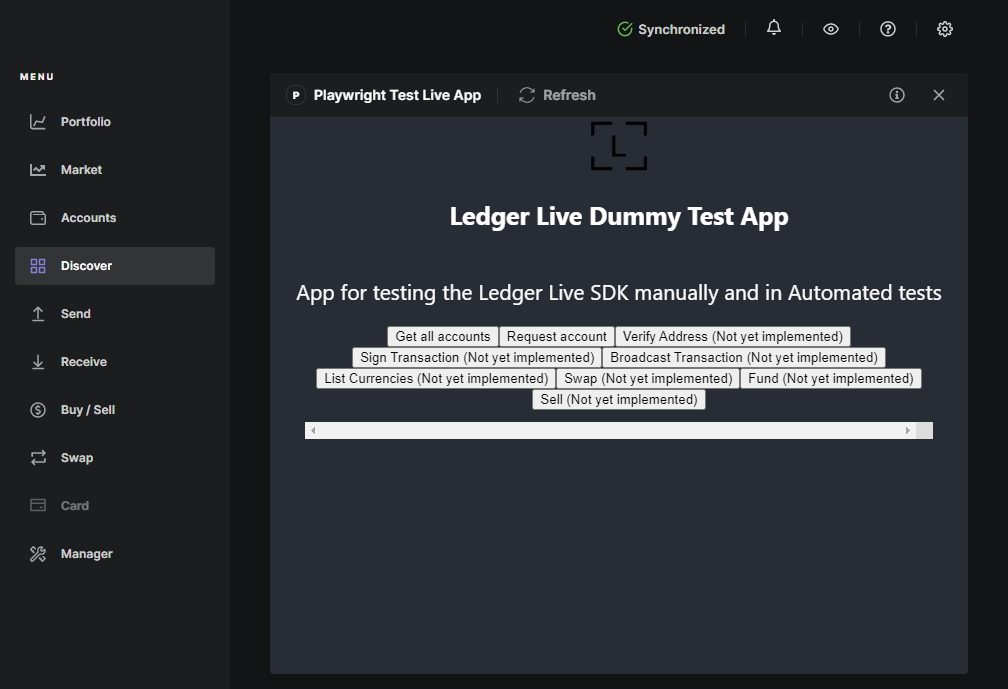 Synchronized
MENU
Portfolio
Market
Accounts
Discover
Send
Receive
Buy / Sell
Swap
Card
Manager
P Playwright Test Live App Refresh
L
Ledger Live Dummy Test App
App for testing the Ledger Live SDK manually and in Automated tests
Get all accounts Request account Verify Address (Not yet implemented)
Sign Transaction (Not yet implemented) Broadcast Transaction (Not yet implemented)
List Currencies (Not yet implemented) Swap (Not yet implemented) Fund (Not yet implemented)
Sell (Not yet implemented)